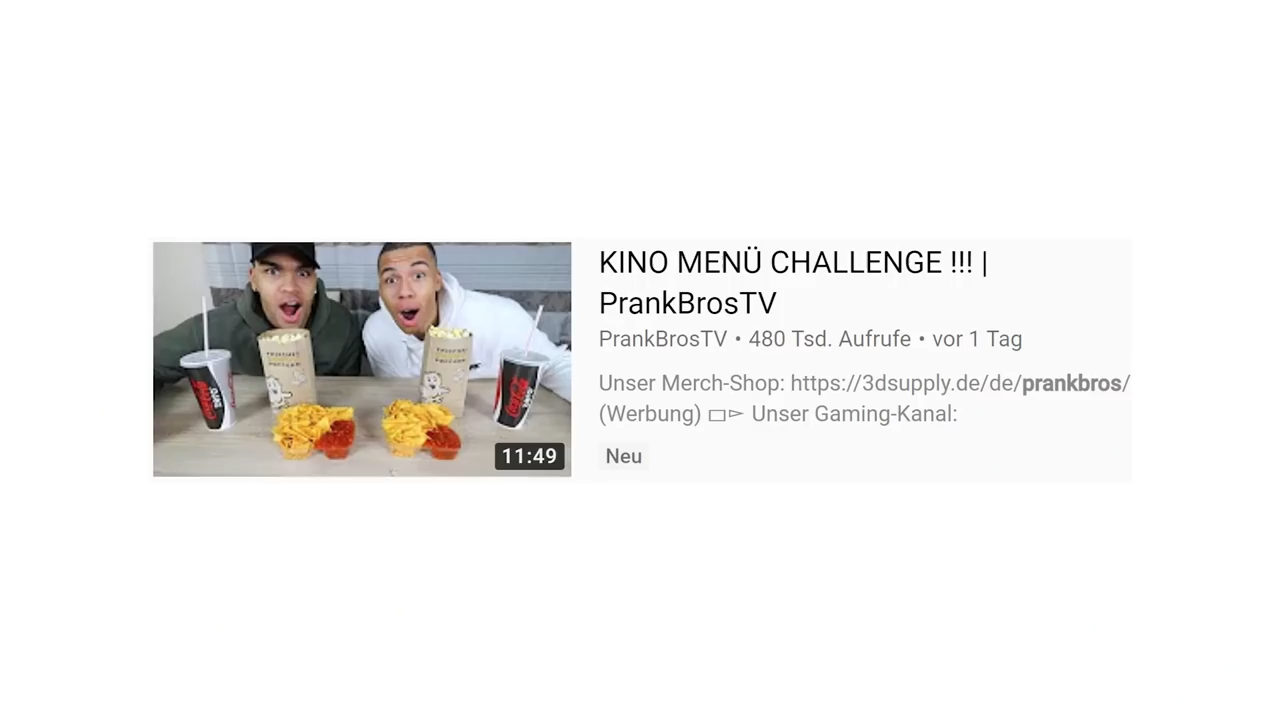 KINO MENÜ CHALLENGE !!! |
PrankBrosTV
PrankBrosTV • 480 Tsd. Aufrufe • vor 1 Tag
Unser Merch-Shop: https://3dsupply.de/de/prankbros/
(Werbung) □▻ Unser Gaming-Kanal:
11:49
Neu